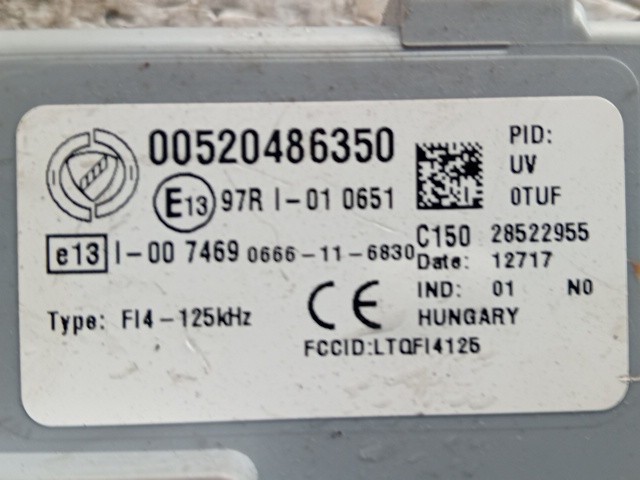 00520486350
PID:
UV
0TUF
E13 97R I-01 0651
e13 I-00 7469 0666-11-6830
C150 28522955
Date: 12717
IND: 01 N0
HUNGARY
Type: FI4-125kHz
CE
FCCID:LTQFI4125